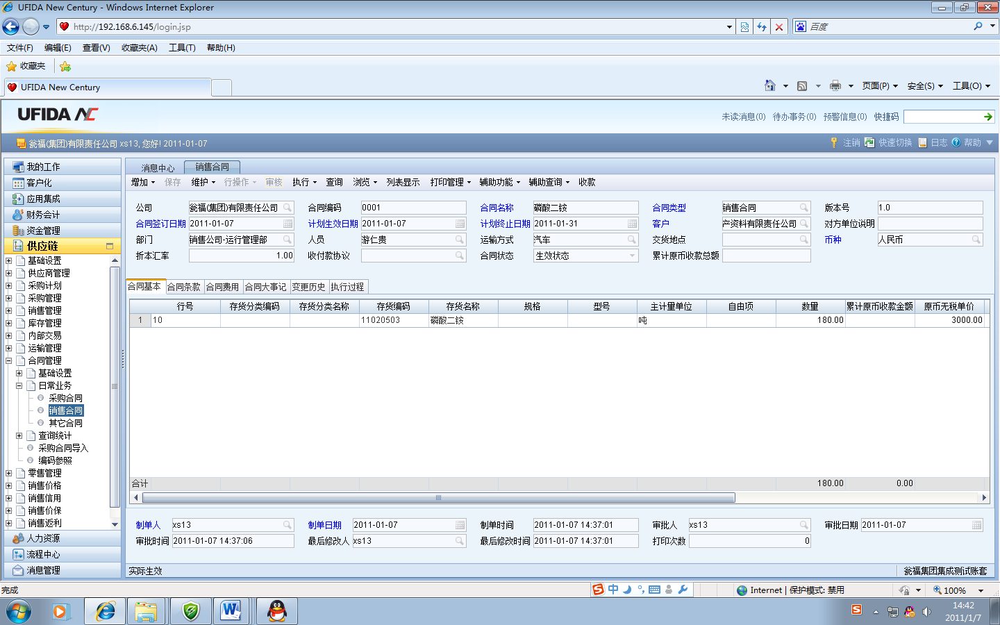 UFIDA New Century - Windows Internet Explorer
http://192.168.6.145/login.jsp
百度
文件(F) 编辑(E) 查看(V) 收藏夹(A) 工具(T) 帮助(H)
收藏夹
UFIDA New Century
页面(P) 安全(S) 工具(O)
UFIDA NC
未读消息(0) 待办事务(0) 预警信息(0) 快捷码
瓮福(集团)有限责任公司 xs13, 您好! 2011-01-07
注销 快速切换 日志 帮助
我的工作
客户化
应用集成
财务会计
资金管理
供应链
基础设置
供应商管理
采购计划
采购管理
销售管理
库存管理
内部交易
运输管理
合同管理
基础设置
日常业务
采购合同
销售合同
其它合同
查询统计
采购合同导入
编码参照
零售管理
销售价格
销售信用
销售价保
销售返利
人力资源
流程中心
消息管理
消息中心 销售合同
增加 保存 维护 行操作 审核 执行 查询 浏览 列表显示 打印管理 辅助功能 辅助查询 收款
公司 瓮福(集团)有限责任公司 合同编码 0001 合同名称 磷酸二铵 合同类型 销售合同 版本号 1.0
合同签订日期 2011-01-07 计划生效日期 2011-01-07 计划终止日期 2011-01-31 客户 产资料有限责任公司 对方单位说明
部门 销售公司-运行管理部 人员 游仁贵 运输方式 汽车 交货地点 币种 人民币
折本汇率 1.00 收付款协议 合同状态 生效状态 累计原币收款总额
合同基本 合同条款 合同费用 合同大事记 变更历史 执行过程
行号 存货分类编码 存货分类名称 存货编码 存货名称 规格 型号 主计量单位 自由项 数量 累计原币收款金额 原币无税单价
1 10 11020503 磷酸二铵 吨 180.00 3000.00
合计 180.00 0.00
制单人 xs13 制单日期 2011-01-07 制单时间 2011-01-07 14:37:01 审批人 xs13 审批日期 2011-01-07
审批时间 2011-01-07 14:37:06 最后修改人 xs13 最后修改时间 2011-01-07 14:37:01 打印次数 0
实际生效 瓮福集团集成测试账套
完成 中 Internet | 保护模式: 禁用 100%
14:42
2011/1/7